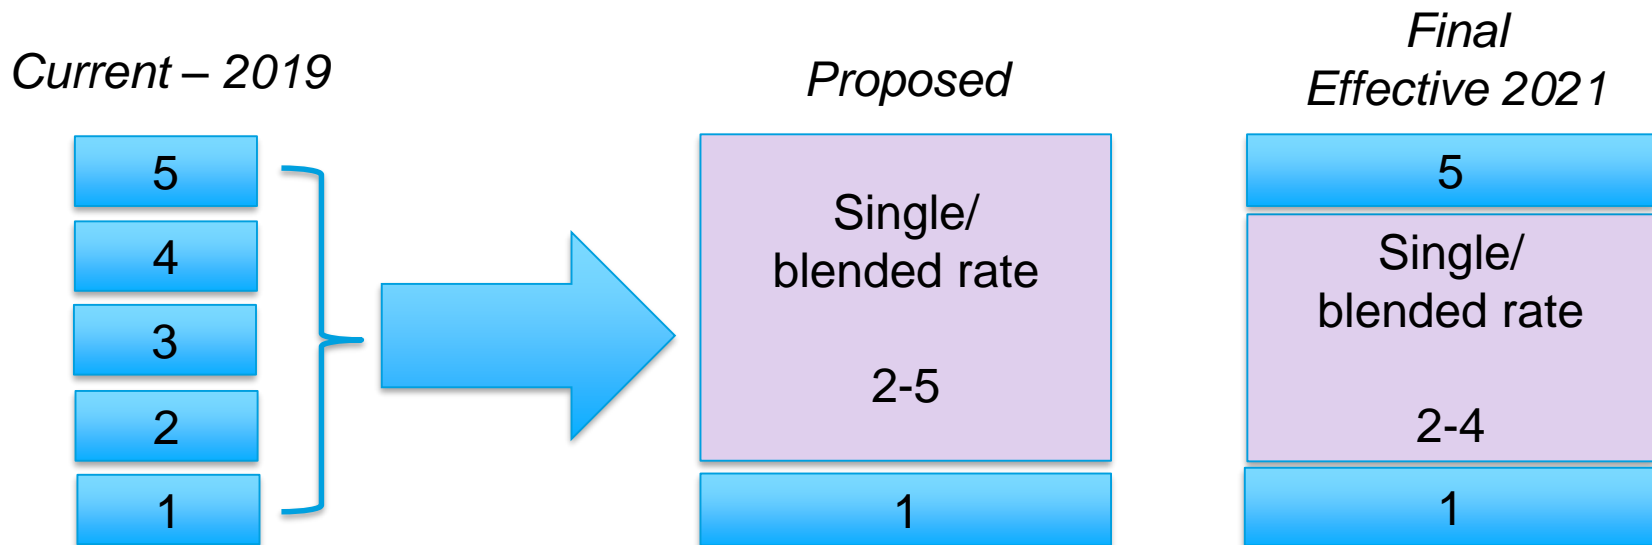 Current – 2019
5
4
3
2
1
Proposed
Single/
blended rate
2-5
1
Final
Effective 2021
5
Single/
blended rate
2-4
1